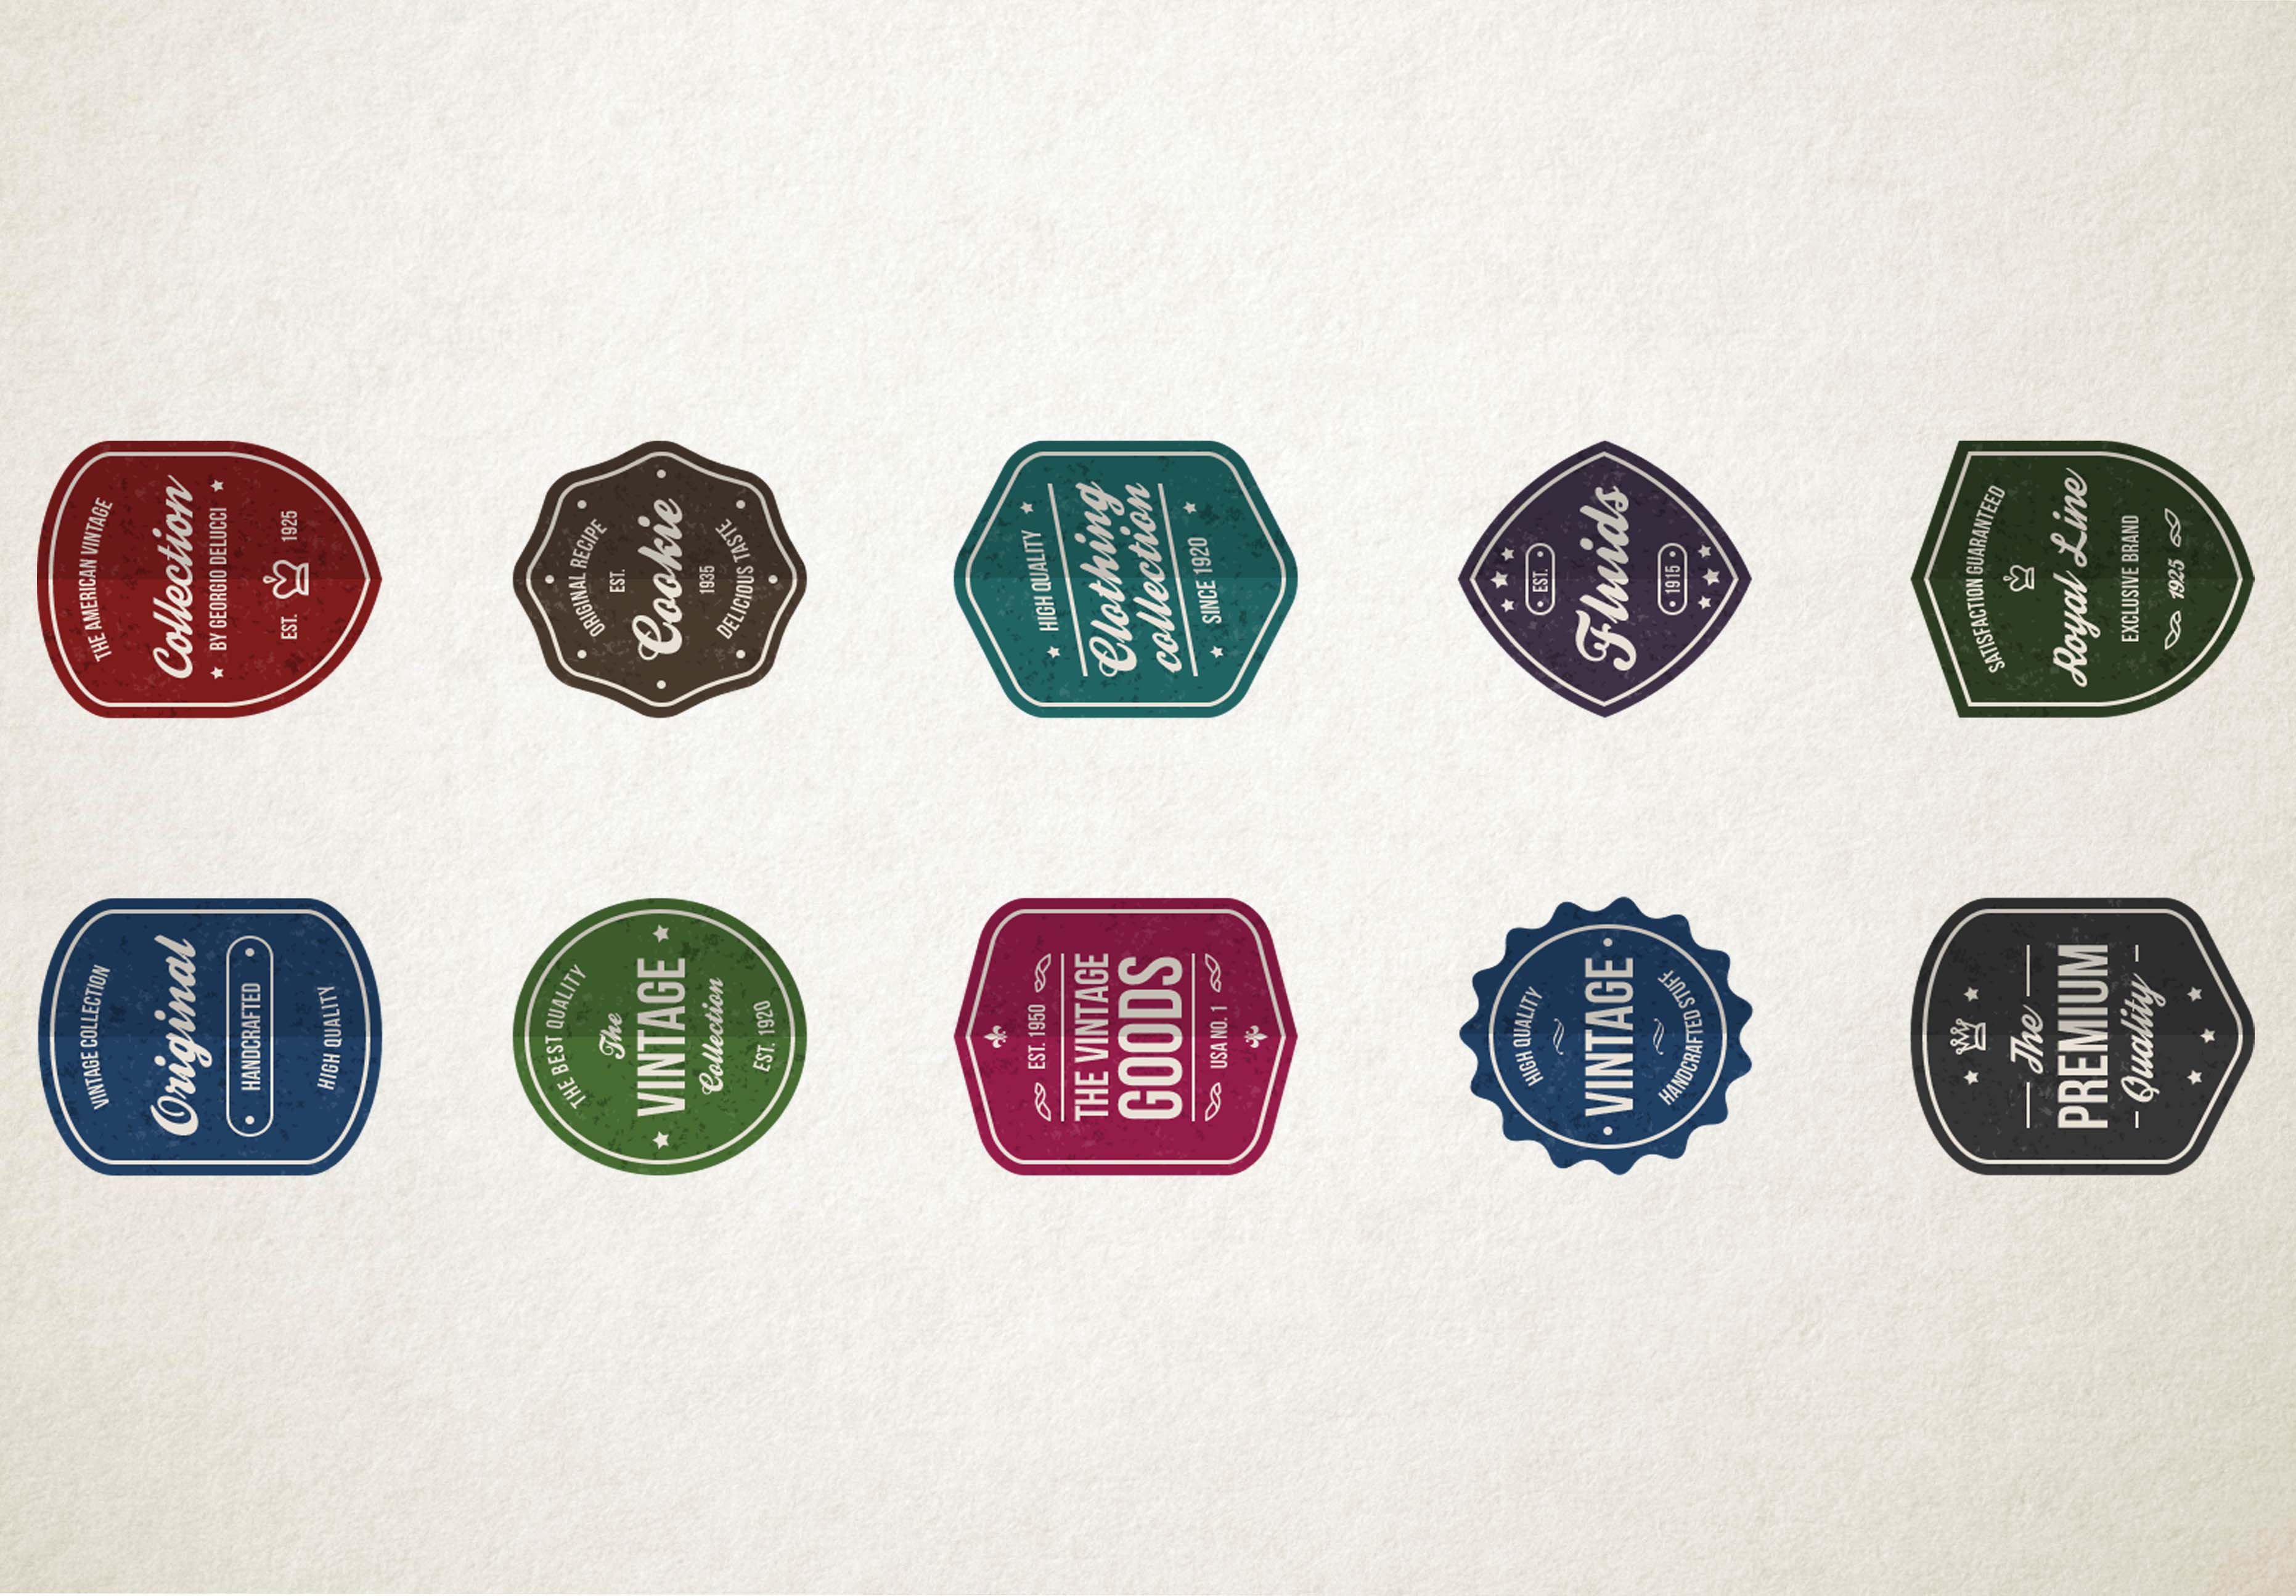 THE AMERICAN VINTAGE
Collection
BY GEORGIO DELUCCI
EST. 1925
ORIGINAL RECIPE
EST.
Cookie
1935
DELICIOUS TASTE
HIGH QUALITY
Clothing
collection
SINCE 1920
EST.
Fluids
1915
SATISFACTION GUARANTEED
Royal Line
EXCLUSIVE BRAND
1925
VINTAGE COLLECTION
Original
HANDCRAFTED
HIGH QUALITY
THE BEST QUALITY
The
VINTAGE
Collection
EST. 1920
EST. 1950
THE VINTAGE
GOODS
USA NO. 1
HIGH QUALITY
VINTAGE
HANDCRAFTED STUFF
The
PREMIUM
Quality